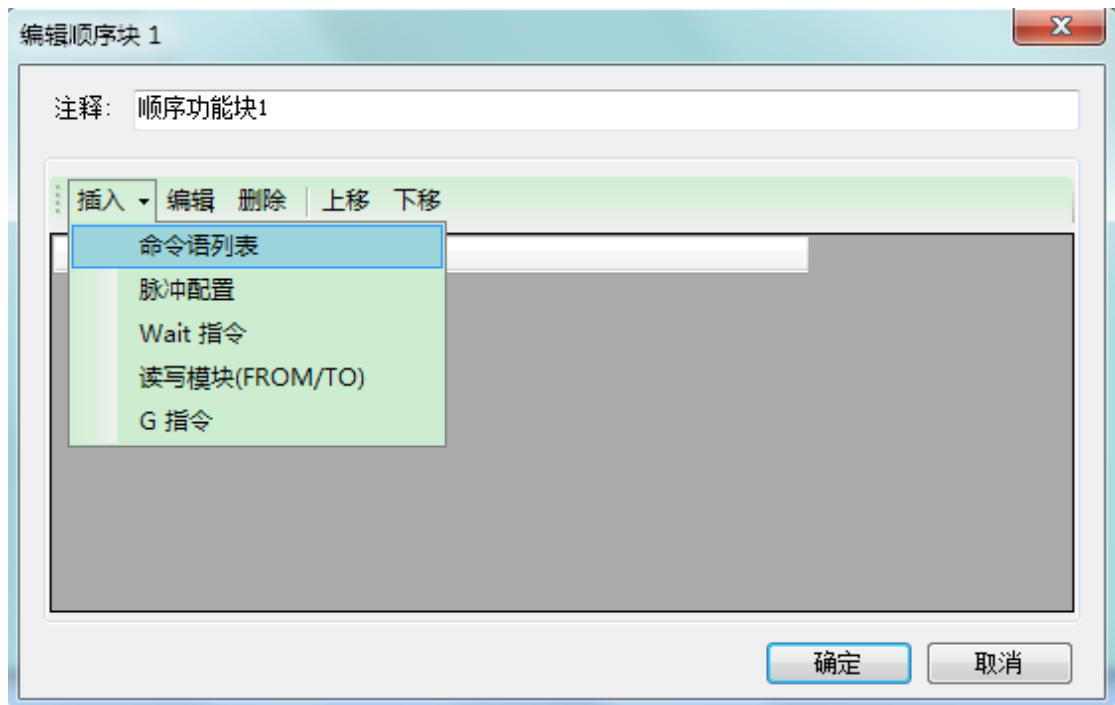 编辑顺序块 1
注释: 顺序功能块1
插入 编辑 删除 上移 下移
命令语列表
脉冲配置
Wait 指令
读写模块(FROM/TO)
G 指令
确定 取消